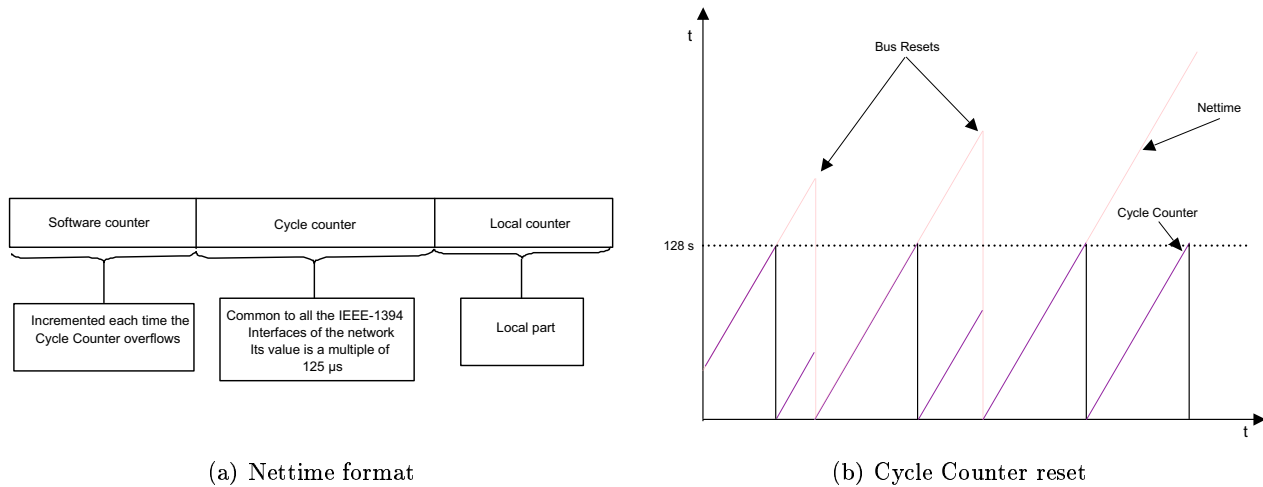 Software counter
Cycle counter
Local counter
Incremented each time the
Cycle Counter overflows
Common to all the IEEE-1394
Interfaces of the network
Its value is a multiple of
125 µs
Local part
(a) Nettime format
t
Bus Resets
Nettime
Cycle Counter
128 s
t
(b) Cycle Counter reset